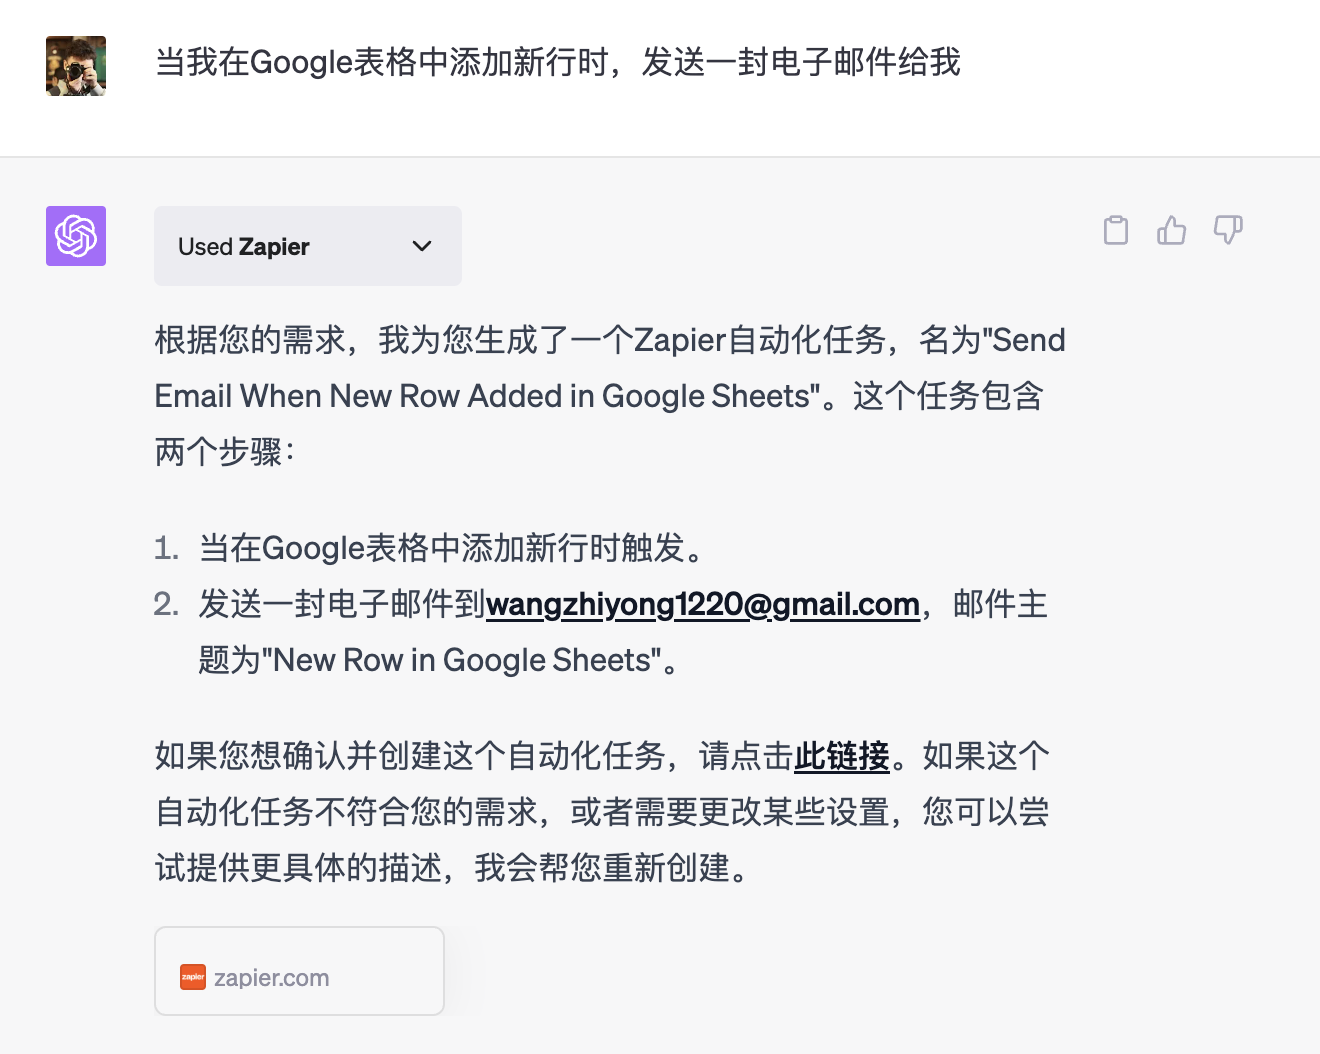 当我在Google表格中添加新行时，发送一封电子邮件给我
Used Zapier
根据您的需求，我为您生成了一个Zapier自动化任务，名为"Send
Email When New Row Added in Google Sheets"。这个任务包含
两个步骤：
1. 当在Google表格中添加新行时触发。
2. 发送一封电子邮件到wangzhiyong1220@gmail.com，邮件主
题为"New Row in Google Sheets"。
如果您想确认并创建这个自动化任务，请点击此链接。如果这个
自动化任务不符合您的需求，或者需要更改某些设置，您可以尝
试提供更具体的描述，我会帮您重新创建。
zapier zapier.com